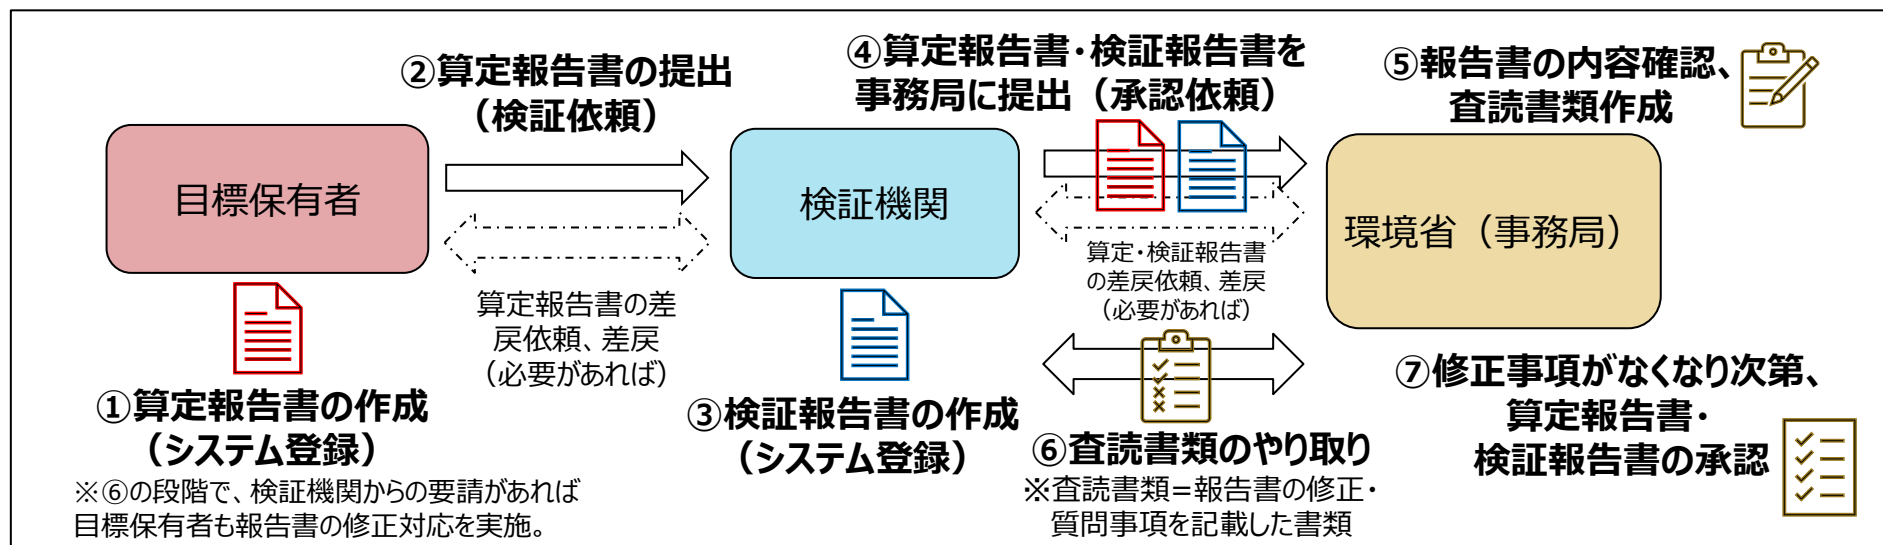 ②算定報告書の提出
（検証依頼）
④算定報告書・検証報告書を
事務局に提出（承認依頼）
⑤報告書の内容確認、
査読書類作成
目標保有者
検証機関
環境省（事務局）
算定報告書の差
戻依頼、差戻
（必要があれば）
算定・検証報告書
の差戻依頼、差戻
（必要があれば）
①算定報告書の作成
（システム登録）
※⑥の段階で、検証機関からの要請があれば
目標保有者も報告書の修正対応を実施。
③検証報告書の作成
（システム登録）
⑥査読書類のやり取り
※査読書類＝報告書の修正・
質問事項を記載した書類
⑦修正事項がなくなり次第、
算定報告書・
検証報告書の承認